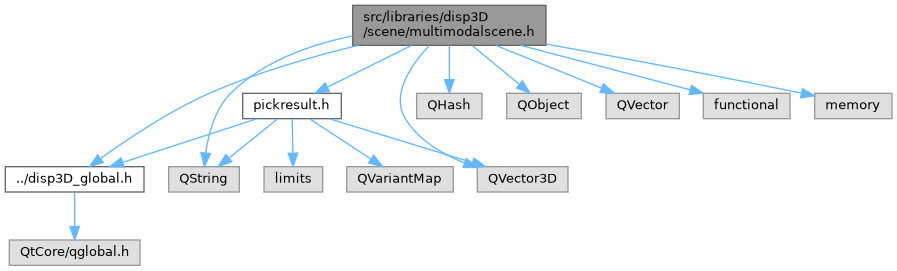 src/libraries/disp3D
/scene/multimodalscene.h
pickresult.h
QHash
QObject
QVector
functional
memory
../disp3D_global.h
QString
limits
QVariantMap
QVector3D
QtCore/qglobal.h